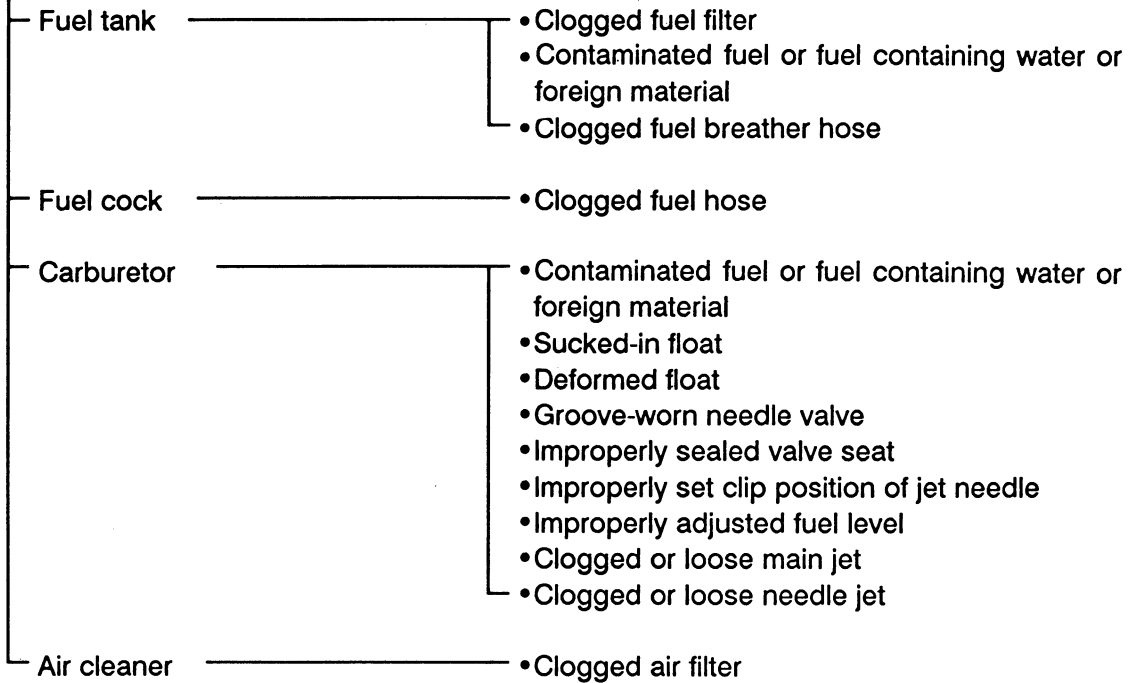 Fuel tank
•Clogged fuel filter
•Contaminated fuel or fuel containing water or
foreign material
•Clogged fuel breather hose
Fuel cock
•Clogged fuel hose
Carburetor
•Contaminated fuel or fuel containing water or
foreign material
•Sucked-in float
•Deformed float
•Groove-worn needle valve
•Improperly sealed valve seat
•Improperly set clip position of jet needle
•Improperly adjusted fuel level
•Clogged or loose main jet
•Clogged or loose needle jet
Air cleaner
•Clogged air filter